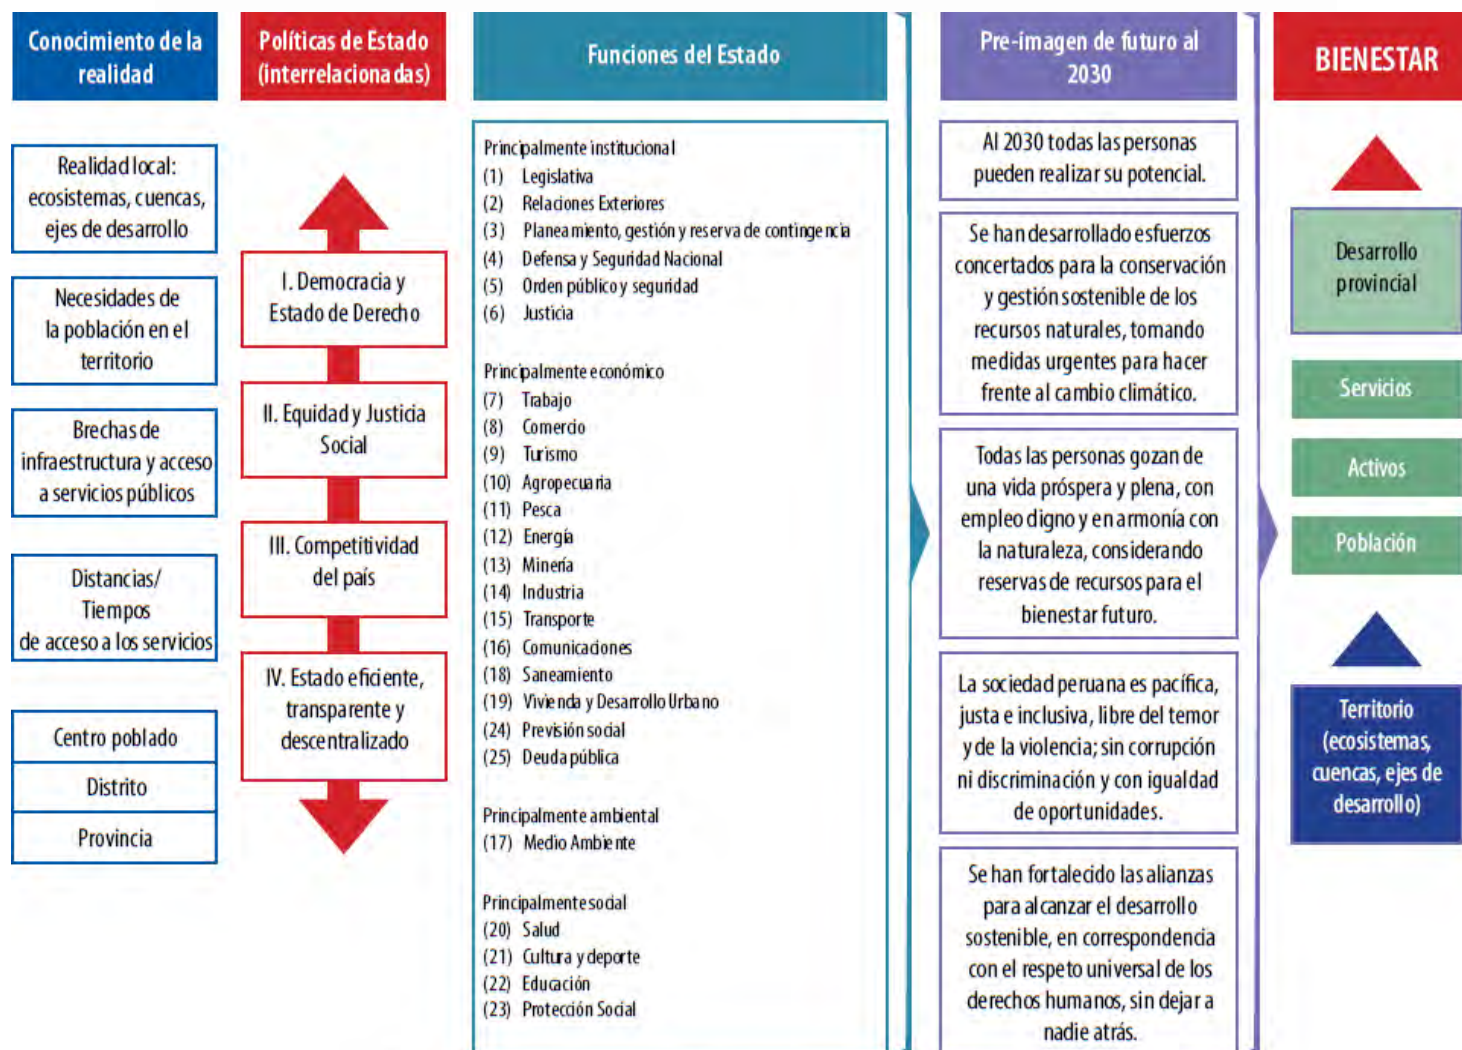 Conocimiento de la
realidad
Realidad local:
ecosistemas, cuencas,
ejes de desarrollo
Necesidades de
la población en el
territorio
Brechas de
infraestructura y acceso
a servicios públicos
Distancias/
Tiempos
de acceso a los servicios
Centro poblado
Distrito
Provincia
Políticas de Estado
(interrelacionadas)
I. Democracia y
Estado de Derecho
II. Equidad y Justicia
Social
III. Competitividad
del país
IV. Estado eficiente,
transparente y
descentralizado
Funciones del Estado
Principalmente institucional
(1) Legislativa
(2) Relaciones Exteriores
(3) Planeamiento, gestión y reserva de contingencia
(4) Defensa y Seguridad Nacional
(5) Orden público y seguridad
(6) Justicia
Principalmente económico
(7) Trabajo
(8) Comercio
(9) Turismo
(10) Agropecuaria
(11) Pesca
(12) Energía
(13) Minería
(14) Industria
(15) Transporte
(16) Comunicaciones
(18) Saneamiento
(19) Vivienda y Desarrollo Urbano
(24) Previsión social
(25) Deuda pública
Principalmente ambiental
(17) Medio Ambiente
Principalmente social
(20) Salud
(21) Cultura y deporte
(22) Educación
(23) Protección Social
Pre-imagen de futuro al
2030
Al 2030 todas las personas
pueden realizar su potencial.
Se han desarrollado esfuerzos
concertados para la conservación
y gestión sostenible de los
recursos naturales, tomando
medidas urgentes para hacer
frente al cambio climático.
Todas las personas gozan de
una vida próspera y plena, con
empleo digno y en armonía con
la naturaleza, considerando
reservas de recursos para el
bienestar futuro.
La sociedad peruana es pacífica,
justa e inclusiva, libre del temor
y de la violencia; sin corrupción
ni discriminación y con igualdad
de oportunidades.
Se han fortalecido las alianzas
para alcanzar el desarrollo
sostenible, en correspondencia
con el respeto universal de los
derechos humanos, sin dejar a
nadie atrás.
BIENESTAR
Desarrollo
provincial
Servicios
Activos
Población
Territorio
(ecosistemas,
cuencas, ejes de
desarrollo)